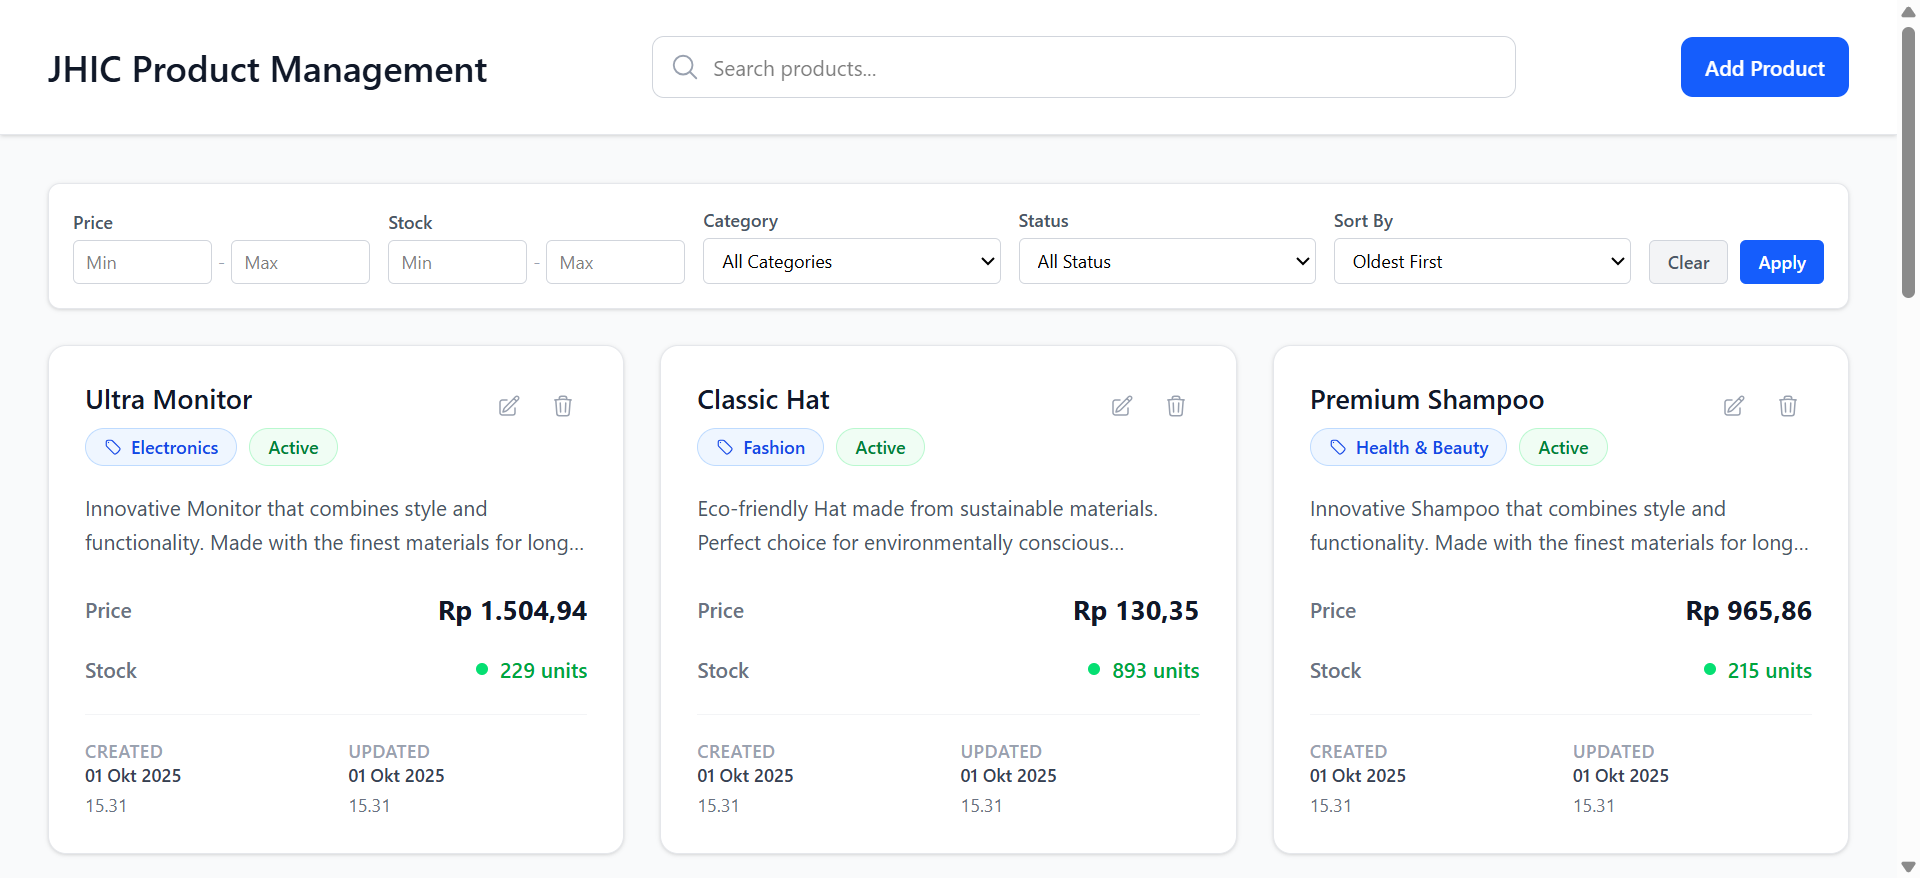 JHIC Product Management
Search products...
Add Product
Price
Min - Max
Stock
Min - Max
Category
All Categories
Status
All Status
Sort By
Oldest First
Clear
Apply
Ultra Monitor
Electronics
Active
Innovative Monitor that combines style and
functionality. Made with the finest materials for long...
Price
Rp 1.504,94
Stock
229 units
CREATED
01 Okt 2025
15.31
UPDATED
01 Okt 2025
15.31
Classic Hat
Fashion
Active
Eco-friendly Hat made from sustainable materials.
Perfect choice for environmentally conscious...
Price
Rp 130,35
Stock
893 units
CREATED
01 Okt 2025
15.31
UPDATED
01 Okt 2025
15.31
Premium Shampoo
Health & Beauty
Active
Innovative Shampoo that combines style and
functionality. Made with the finest materials for long...
Price
Rp 965,86
Stock
215 units
CREATED
01 Okt 2025
15.31
UPDATED
01 Okt 2025
15.31